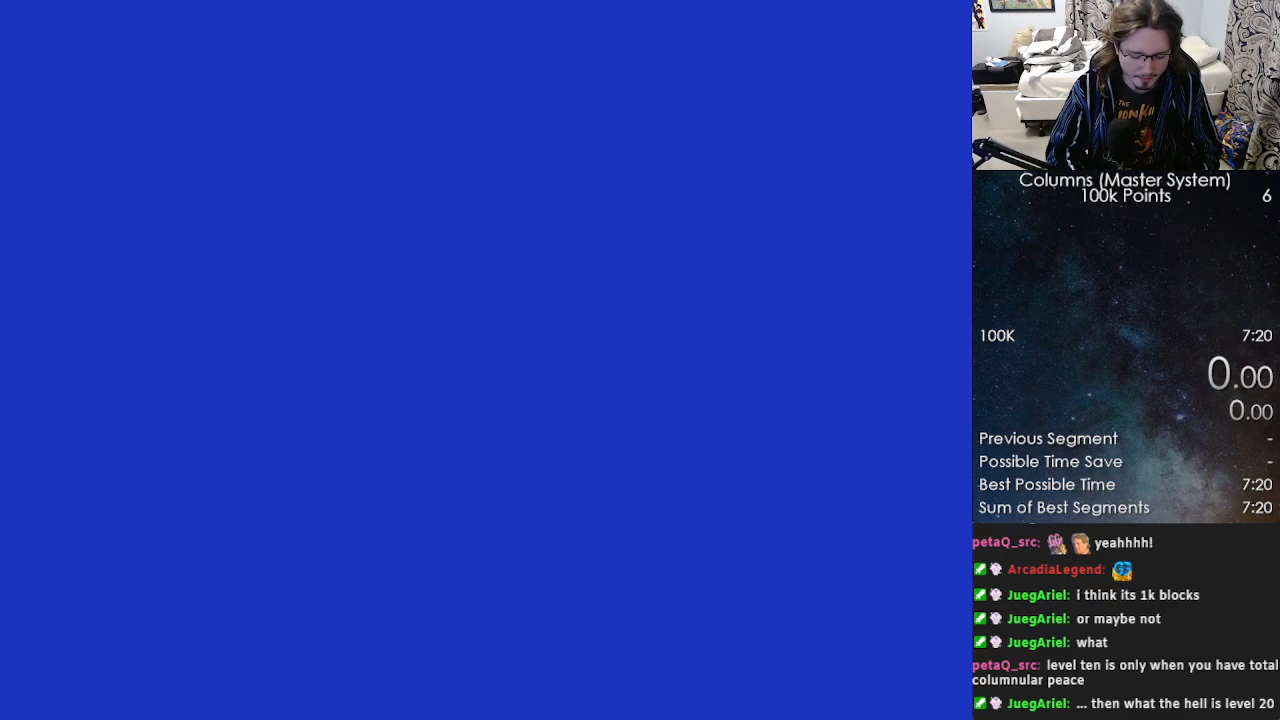 THE
Columns (Master System)
100k Points 6
100K 7:20
0.00
0.00
Previous Segment -
Possible Time Save -
Best Possible Time 7:20
Sum of Best Segments 7:20
petaQ_src: yeahhhh!
ArcadiaLegend:
JuegAriel: i think its 1k blocks
JuegAriel: or maybe not
JuegAriel: what
petaQ_src: level ten is only when you have total
columnular peace
JuegAriel: ... then what the hell is level 20